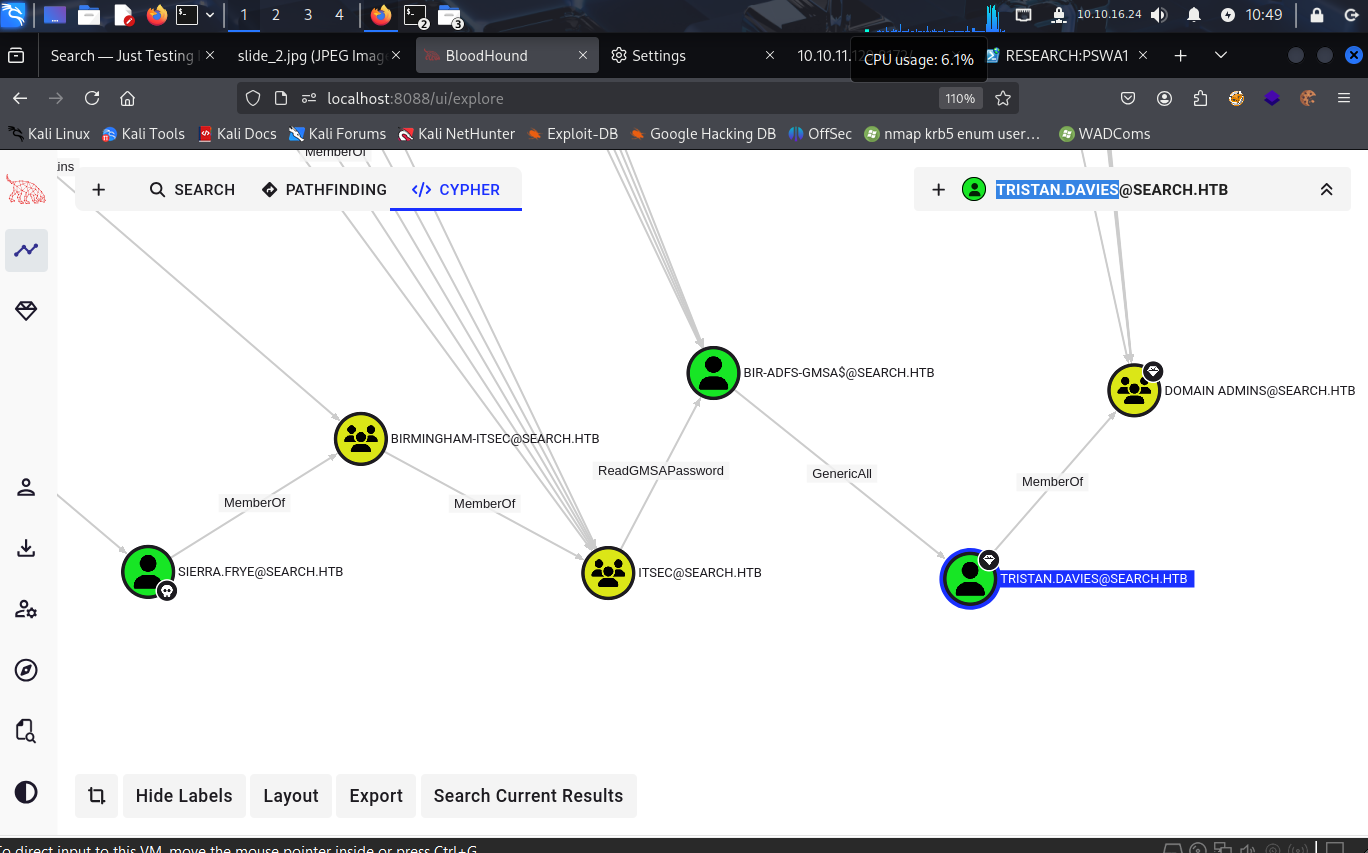 1 2 3 4 2 3 10.10.16.24 10:49
Search — Just Testing slide_2.jpg (JPEG Imag BloodHound Settings 10.10.11. RESEARCH:PSWA1
CPU usage: 6.1%
localhost:8088/ui/explore 110%
Kali Linux Kali Tools Kali Docs Kali Forums Kali NetHunter Exploit-DB Google Hacking DB OffSec nmap krb5 enum user… WADComs
MemberOf
ins
SEARCH PATHFINDING </> CYPHER TRISTAN.DAVIES@SEARCH.HTB
BIR-ADFS-GMSA$@SEARCH.HTB
DOMAIN ADMINS@SEARCH.HTB
BIRMINGHAM-ITSEC@SEARCH.HTB
ReadGMSAPassword
GenericAll
MemberOf
MemberOf
MemberOf
SIERRA.FRYE@SEARCH.HTB
ITSEC@SEARCH.HTB
TRISTAN.DAVIES@SEARCH.HTB
Hide Labels Layout Export Search Current Results
To direct input to this VM, move the mouse pointer inside or press Ctrl+G.